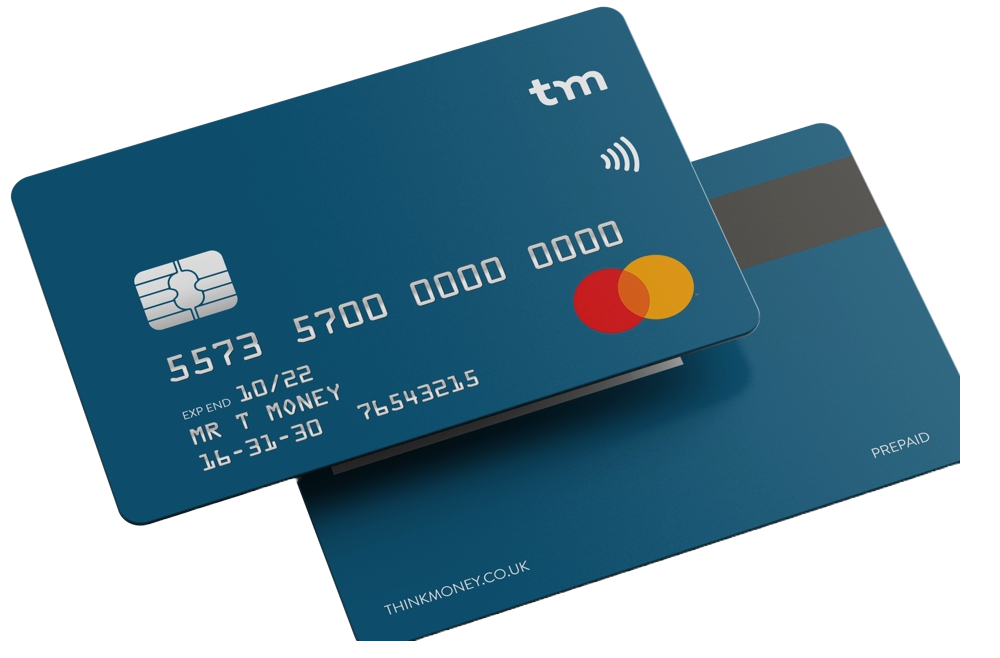 tm
5573 5700 0000 0000
EXP END 10/22
MR T MONEY
16-31-30 76543215
PREPAID
THINKMONEY.CO.UK